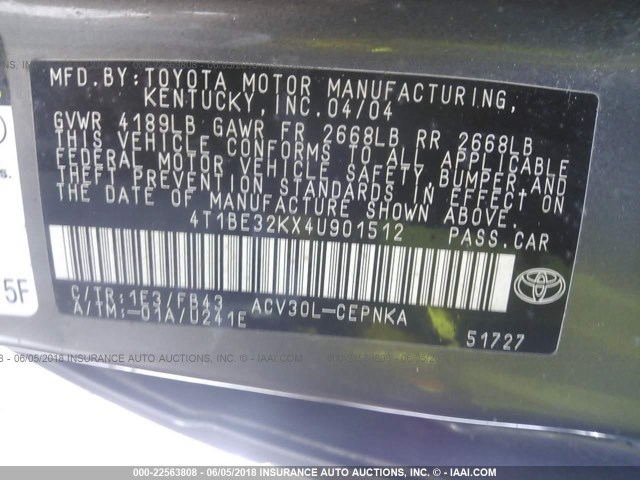 MFD. BY: TOYOTA MOTOR MANUFACTURING,
KENTUCKY, INC. 04/04
GVWR 4189LB GAWR FR 2668LB RR 2668LB
THIS VEHICLE CONFORMS TO ALL APPLICABLE
FEDERAL MOTOR VEHICLE SAFETY, BUMPER, AND
THEFT PREVENTION STANDARDS IN EFFECT ON
THE DATE OF MANUFACTURE SHOWN ABOVE.
4T1BE32KX4U901512 PASS. CAR
5F
C/TR: 1E3/FB43 ACV30L-CEPNKA
A/TM:-01A/U241E
51727
TOYOTA
000-22563808 - 06/05/2018 INSURANCE AUTO AUCTIONS, INC. - IAAI.COM